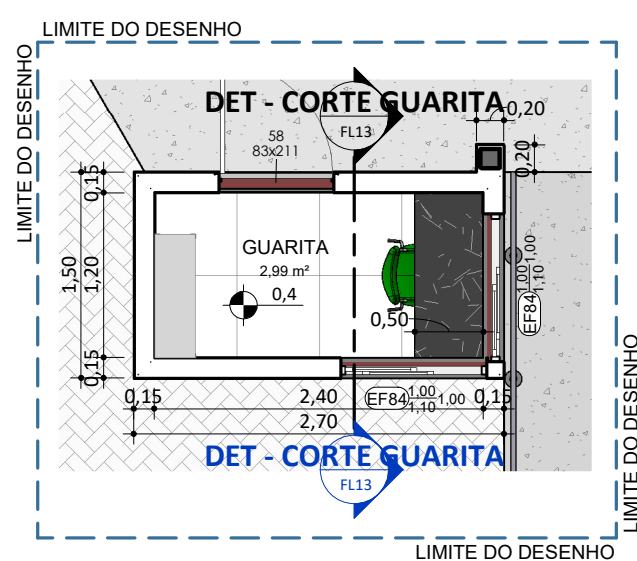 LIMITE DO DESENHO
LIMITE DO DESENHO
DET - CORTE GUARITA
FL13
0,20
0,20
58
83x211
0,15
1,50
1,20
0,15
GUARITA
2,99 m²
0,4
0,50
EF84 1,00 1,00
1,10
0,15
2,40
EF84 1,00 1,00
1,10
0,15
2,70
DET - CORTE GUARITA
FL13
LIMITE DO DESENHO
LIMITE DO DESENHO